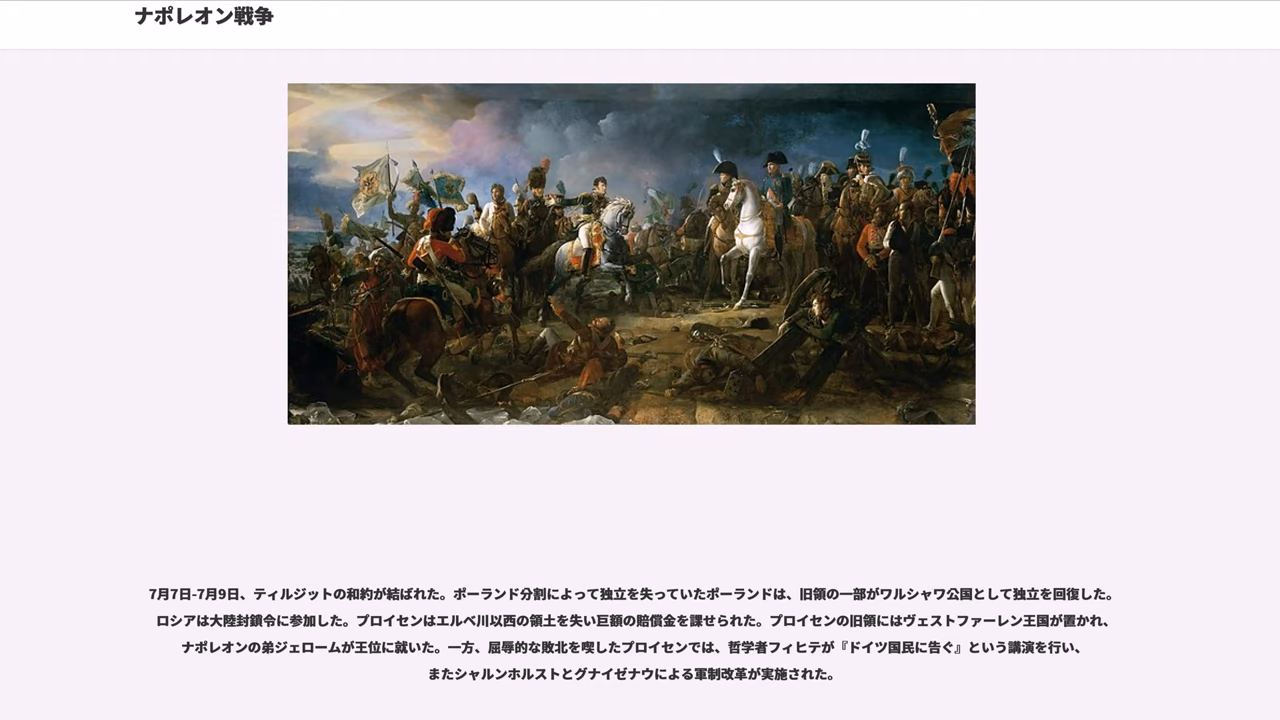 ナポレオン戦争
7月7日-7月9日、ティルジットの和約が結ばれた。ポーランド分割によって独立を失っていたポーランドは、旧領の一部がワルシャワ公国として独立を回復した。
ロシアは大陸封鎖令に参加した。プロイセンはエルベ川以西の領土を失い巨額の賠償金を課せられた。プロイセンの旧領にはヴェストファーレン王国が置かれ、
ナポレオンの弟ジェロームが王位に就いた。一方、屈辱的な敗北を喫したプロイセンでは、哲学者フィヒテが『ドイツ国民に告ぐ』という講演を行い、
またシャルンホルストとグナイゼナウによる軍制改革が実施された。